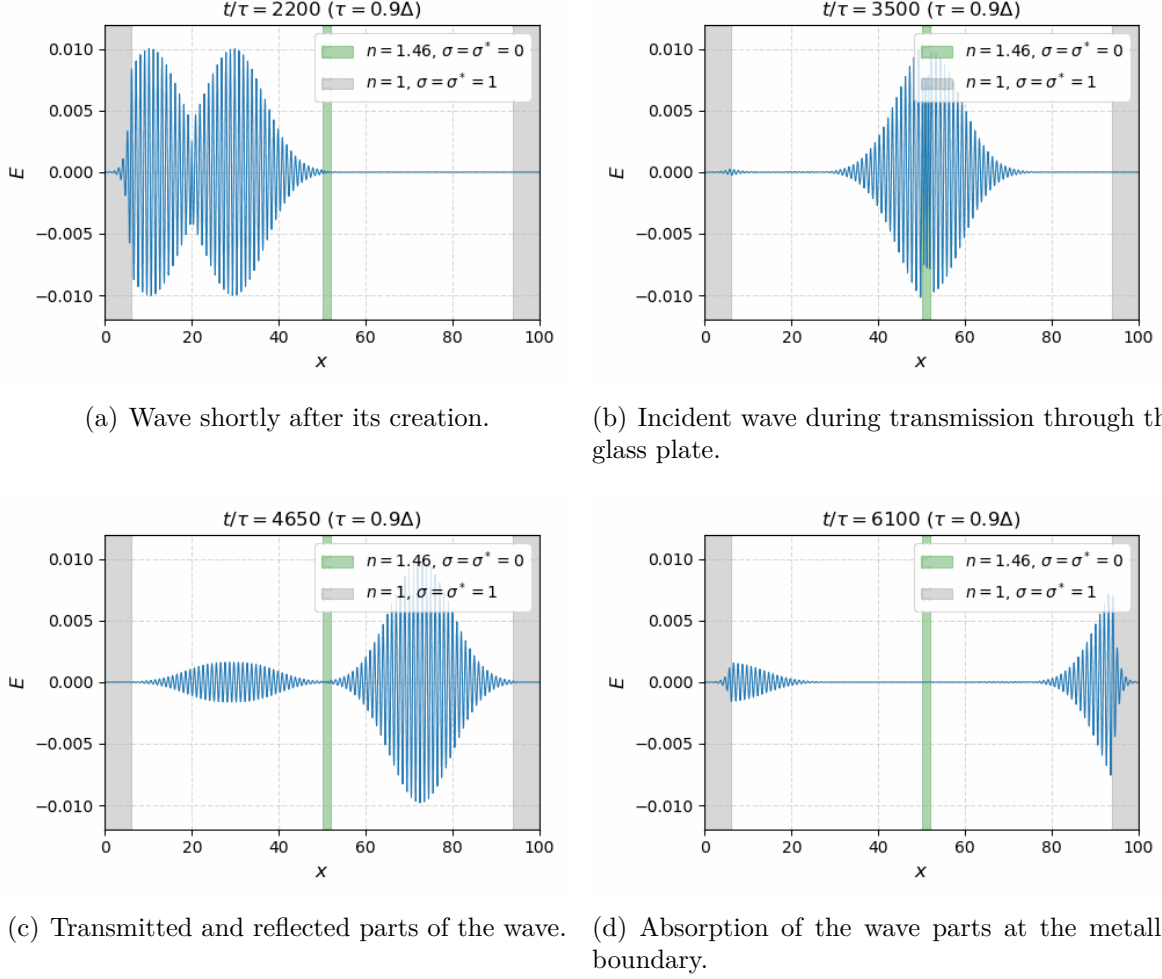 t/τ = 2200 (τ = 0.9Δ)
n = 1.46, σ = σ* = 0
n = 1, σ = σ* = 1
0.010
0.005
0.000
−0.005
−0.010
E
0 20 40 60 80 100
x
(a) Wave shortly after its creation.
t/τ = 3500 (τ = 0.9Δ)
n = 1.46, σ = σ* = 0
n = 1, σ = σ* = 1
0.010
0.005
0.000
−0.005
−0.010
E
0 20 40 60 80 100
x
(b) Incident wave during transmission through th
glass plate.
t/τ = 4650 (τ = 0.9Δ)
n = 1.46, σ = σ* = 0
n = 1, σ = σ* = 1
0.010
0.005
0.000
−0.005
−0.010
E
0 20 40 60 80 100
x
(c) Transmitted and reflected parts of the wave.
t/τ = 6100 (τ = 0.9Δ)
n = 1.46, σ = σ* = 0
n = 1, σ = σ* = 1
0.010
0.005
0.000
−0.005
−0.010
E
0 20 40 60 80 100
x
(d) Absorption of the wave parts at the metall
boundary.